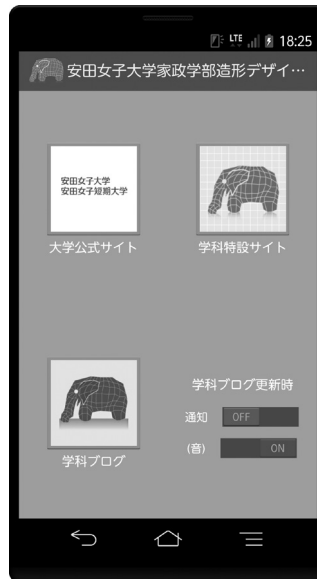 LTE 18:25
安田女子大学家政学部造形デザイ…
安田女子大学
安田女子短期大学
大学公式サイト
学科特設サイト
学科ブログ更新時
通知 OFF
(音) ON
学科ブログ